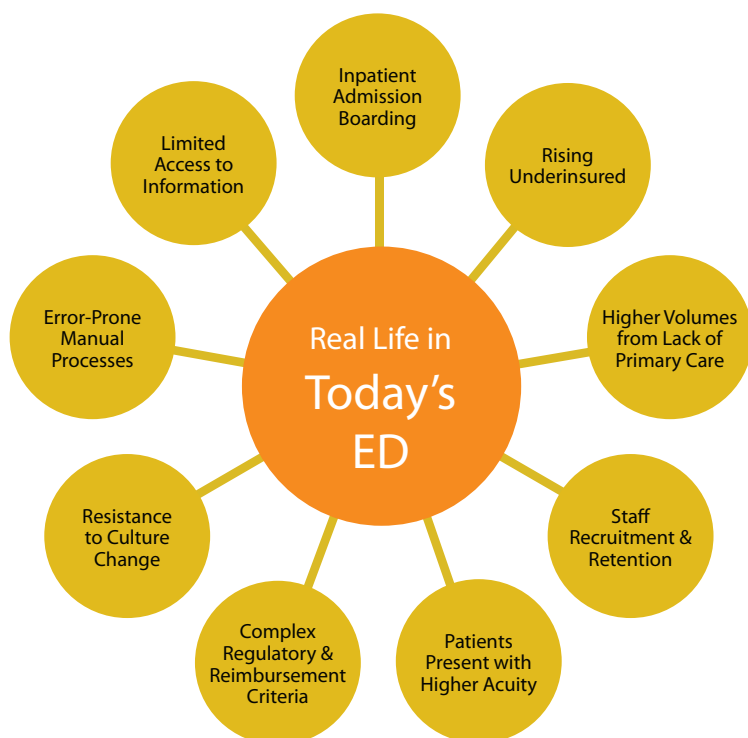 Inpatient
Admission
Boarding
Rising
Underinsured
Higher Volumes
from Lack of
Primary Care
Staff
Recruitment &
Retention
Patients
Present with
Higher Acuity
Complex
Regulatory &
Reimbursement
Criteria
Resistance
to Culture
Change
Error-Prone
Manual
Processes
Limited
Access to
Information
Real Life in
Today’s
ED